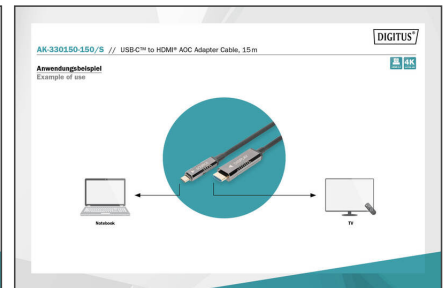 DIGITUS®
AK-330150-150/S // USB-C™ to HDMI® AOC Adapter Cable, 15 m
Anwendungsbeispiel
Example of use
4K
Notebook
TV